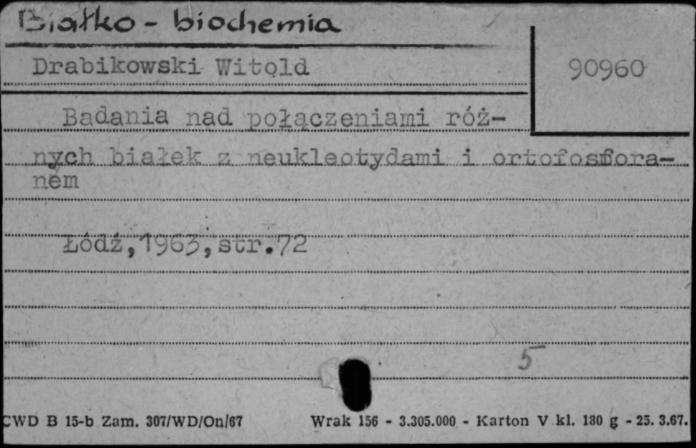 Białko - biochemia
Drabikowski Witold
90960
Badania nad połączeniami róż-
nych białek z neukleotydami i ortofosfora-
nem
Łódź, 1963, str. 72
5
CWD B 15-b Zam. 307/WD/On/67 Wrak 156 - 3.305.000 - Karton V kl. 180 g - 25. 3.67.